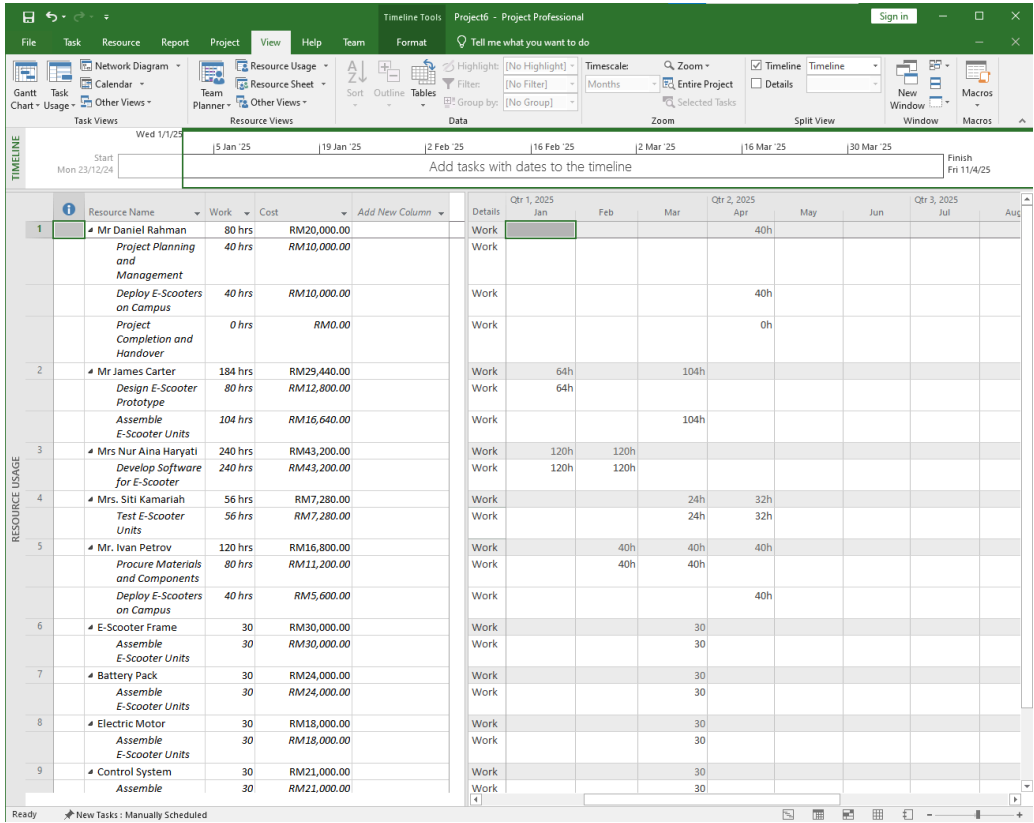 Timeline Tools Project6 - Project Professional Sign in
File Task Resource Report Project View Help Team Format Tell me what you want to do
Gantt Chart
Task Usage
Network Diagram
Calendar
Other Views
Task Views
Team Planner
Resource Usage
Resource Sheet
Other Views
Resource Views
Sort
Outline
Tables
Highlight: [No Highlight]
Filter: [No Filter]
Group by: [No Group]
Data
Timescale:
Months
Zoom
Entire Project
Selected Tasks
Zoom
Timeline Timeline
Details
Split View
New Window
Window
Macros
Macros
TIMELINE
Wed 1/1/25
5 Jan '25 19 Jan '25 2 Feb '25 16 Feb '25 2 Mar '25 16 Mar '25 30 Mar '25
Start
Mon 23/12/24
Add tasks with dates to the timeline
Finish
Fri 11/4/25
RESOURCE USAGE
Qtr 1, 2025 Qtr 2, 2025 Qtr 3, 2025
Resource Name Work Cost Add New Column Details Jan Feb Mar Apr May Jun Jul Aug
1 Mr Daniel Rahman 80 hrs RM20,000.00 Work 40h
Project Planning 40 hrs RM10,000.00 Work
and
Management
Deploy E-Scooters 40 hrs RM10,000.00 Work 40h
on Campus
Project 0 hrs RM0.00 Work 0h
Completion and
Handover
2 Mr James Carter 184 hrs RM29,440.00 Work 64h 104h
Design E-Scooter 80 hrs RM12,800.00 Work 64h
Prototype
Assemble 104 hrs RM16,640.00 Work 104h
E-Scooter Units
3 Mrs Nur Aina Haryati 240 hrs RM43,200.00 Work 120h 120h
Develop Software 240 hrs RM43,200.00 Work 120h 120h
for E-Scooter
4 Mrs. Siti Kamariah 56 hrs RM7,280.00 Work 24h 32h
Test E-Scooter 56 hrs RM7,280.00 Work 24h 32h
Units
5 Mr. Ivan Petrov 120 hrs RM16,800.00 Work 40h 40h 40h
Procure Materials 80 hrs RM11,200.00 Work 40h 40h
and Components
Deploy E-Scooters 40 hrs RM5,600.00 Work 40h
on Campus
6 E-Scooter Frame 30 RM30,000.00 Work 30
Assemble 30 RM30,000.00 Work 30
E-Scooter Units
7 Battery Pack 30 RM24,000.00 Work 30
Assemble 30 RM24,000.00 Work 30
E-Scooter Units
8 Electric Motor 30 RM18,000.00 Work 30
Assemble 30 RM18,000.00 Work 30
E-Scooter Units
9 Control System 30 RM21,000.00 Work 30
Assemble 30 RM21,000.00 Work 30
Ready New Tasks : Manually Scheduled